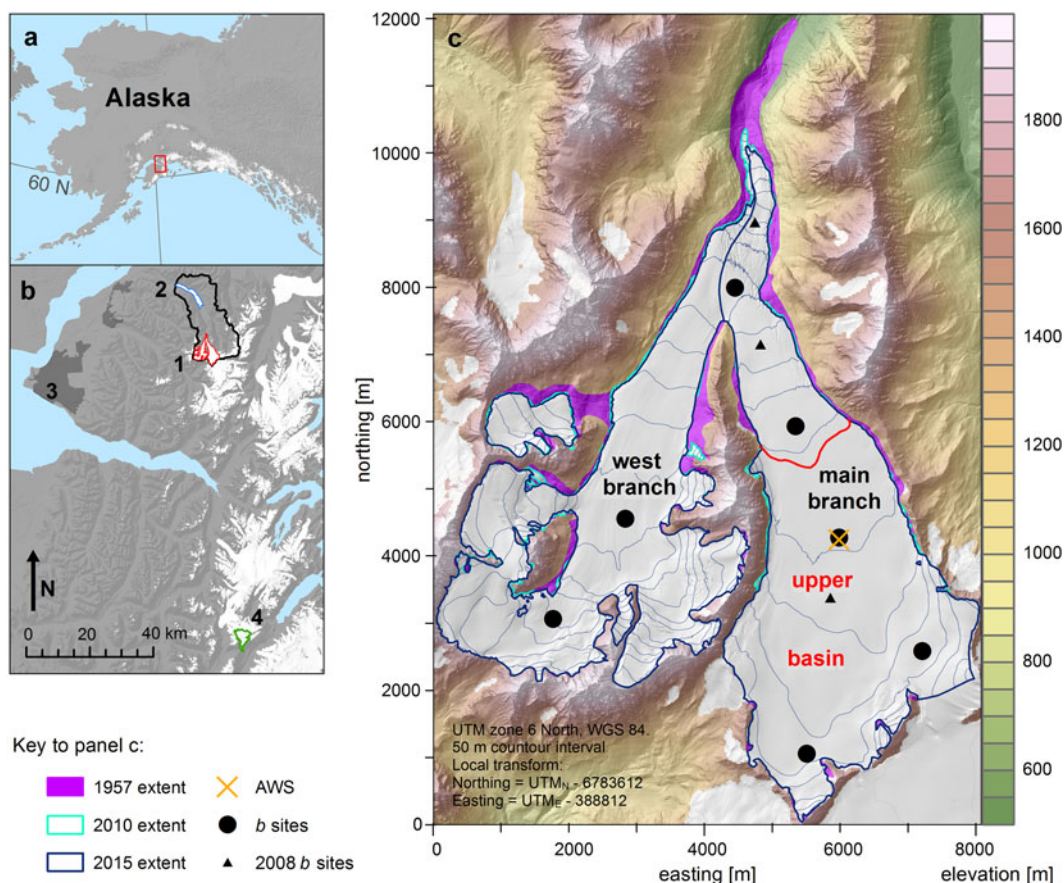 a
Alaska
60 N
b
2
1
3
4
N
0 20 40 km
c
12000
10000
8000
6000
4000
2000
0
northing [m]
west
branch
main
branch
upper
basin
UTM zone 6 North, WGS 84.
50 m countour interval
Local transform:
Northing = UTMN - 6783612
Easting = UTME - 388812
0 2000 4000 6000 8000
easting [m]
1800
1600
1400
1200
1000
800
600
elevation [m]
Key to panel c:
1957 extent
2010 extent
2015 extent
AWS
b sites
2008 b sites